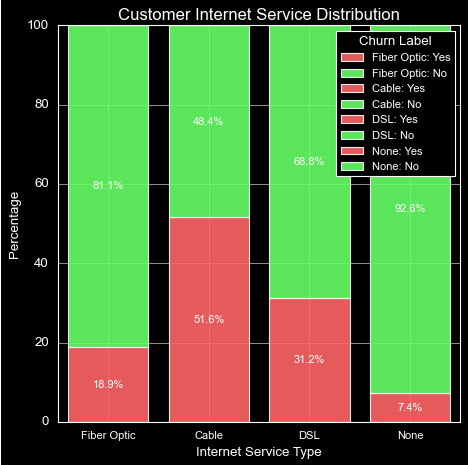 Customer Internet Service Distribution
100
80
60
40
20
0
Percentage
Churn Label
Fiber Optic: Yes
Fiber Optic: No
Cable: Yes
Cable: No
DSL: Yes
DSL: No
None: Yes
None: No
81.1%
48.4%
68.8%
92.6%
18.9%
51.6%
31.2%
7.4%
Fiber Optic
Cable
DSL
None
Internet Service Type